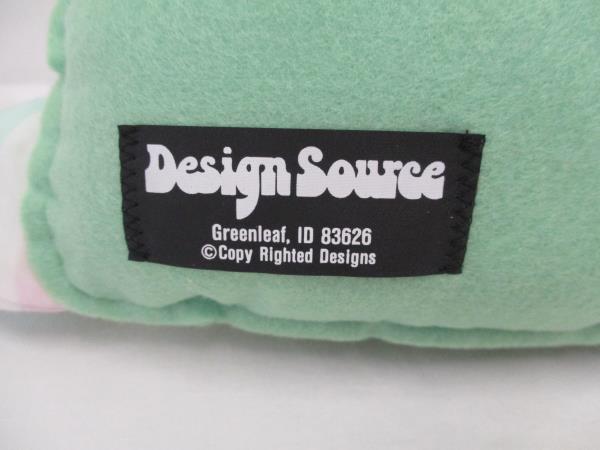 Design Source
Greenleaf, ID 83626
©Copy Righted Designs